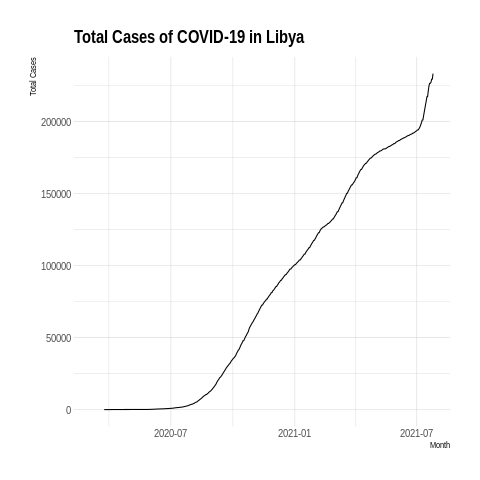 Total Cases of COVID-19 in Libya
Total Cases
200000
150000
100000
50000
0
2020-07 2021-01 2021-07
Month